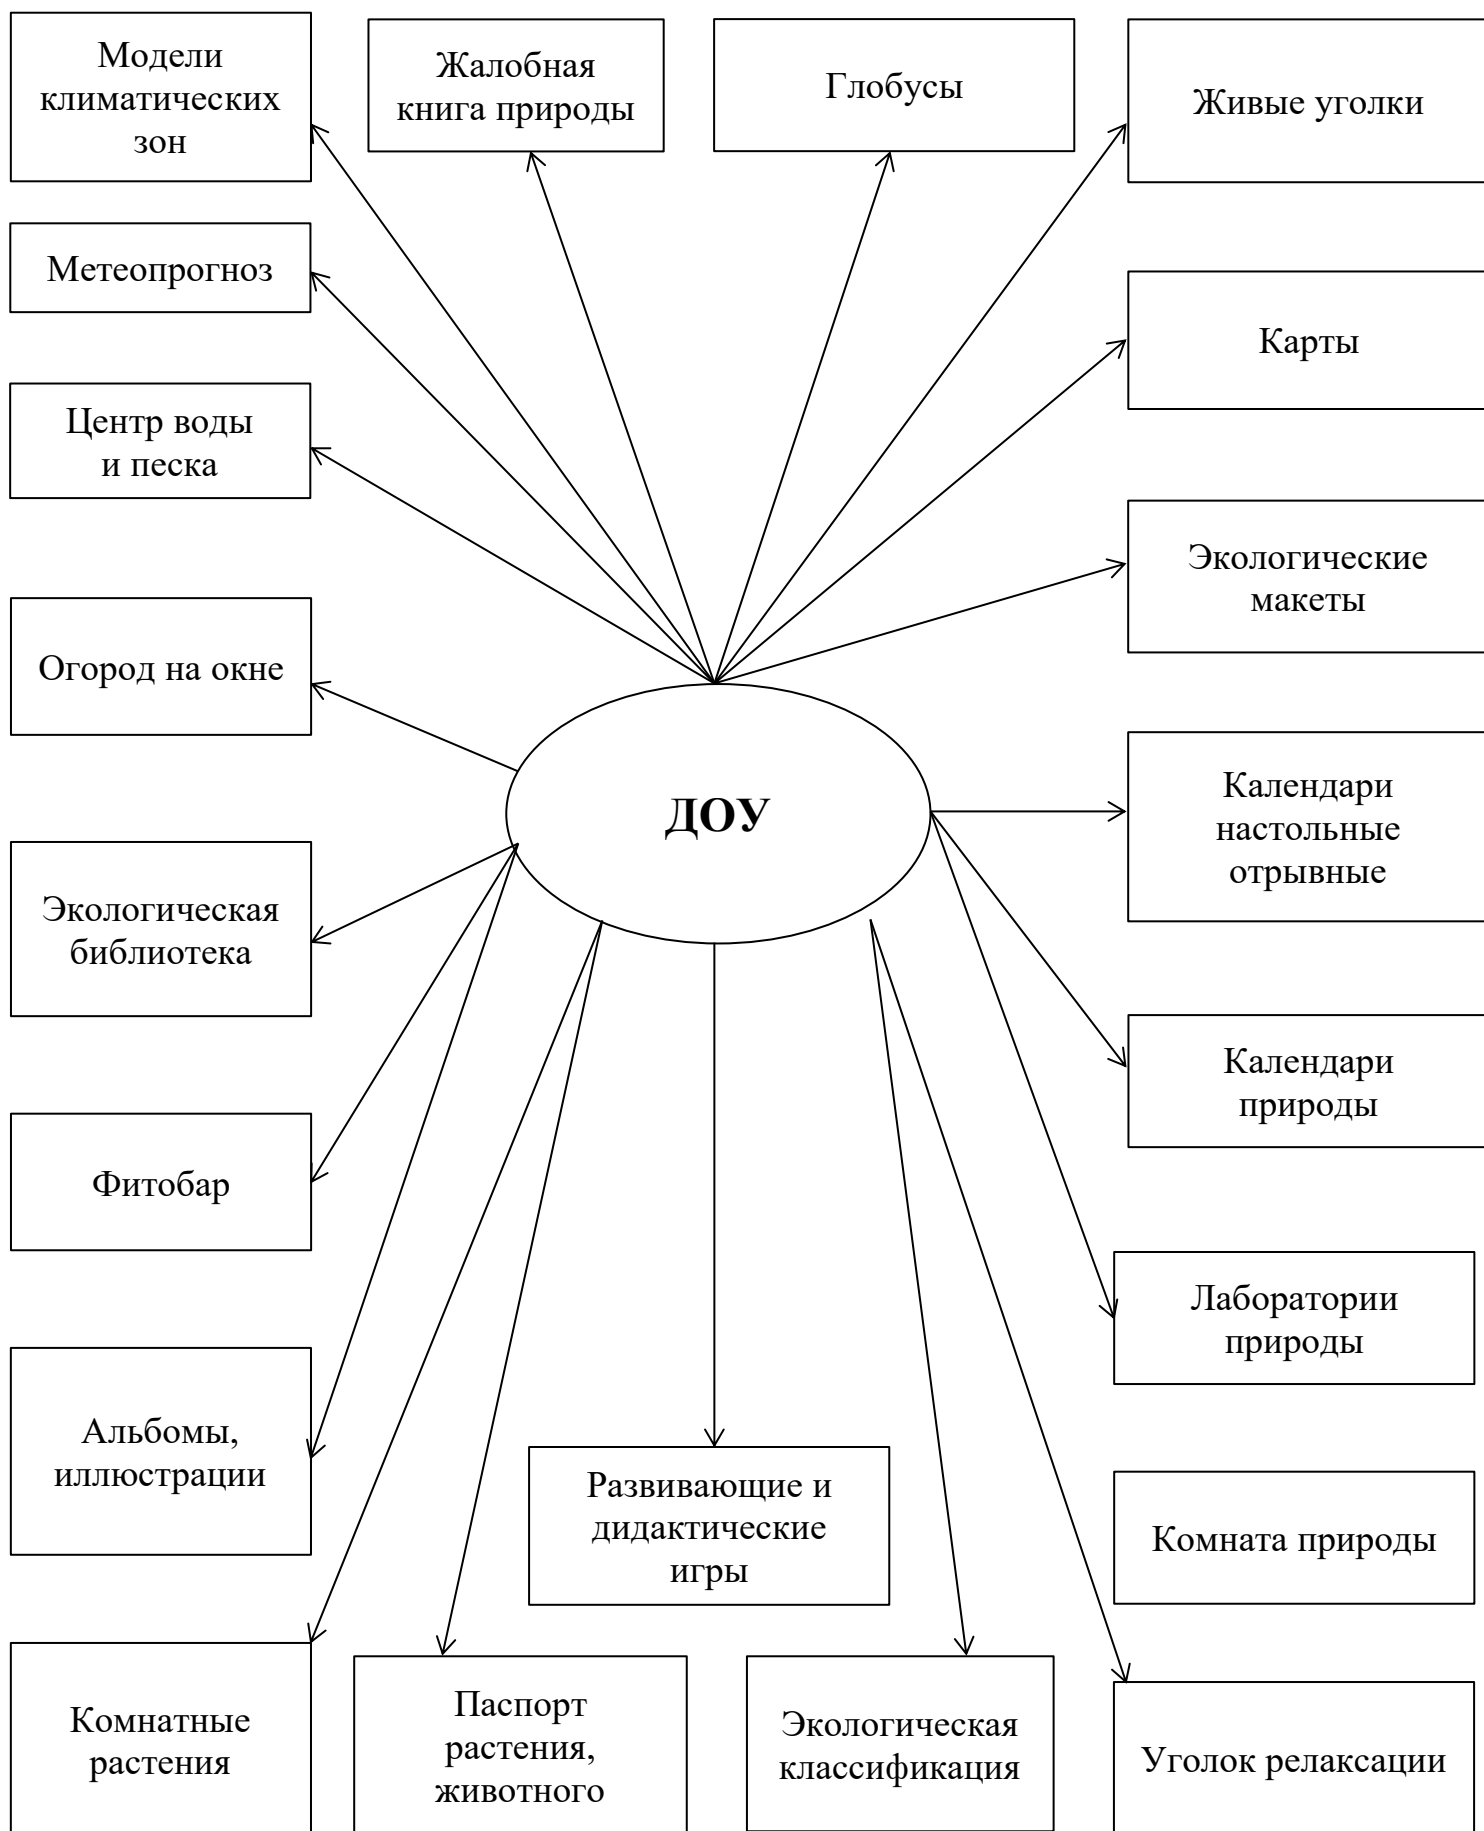 Модели
климатических
зон
Жалобная
книга природы
Глобусы
Живые уголки
Метеопрогноз
Карты
Центр воды
и песка
Экологические
макеты
Огород на окне
ДОУ
Календари
настольные
отрывные
Экологическая
библиотека
Календари
природы
Фитобар
Лаборатории
природы
Альбомы,
иллюстрации
Развивающие и
дидактические
игры
Комната природы
Комнатные
растения
Паспорт
растения,
животного
Экологическая
классификация
Уголок релаксации